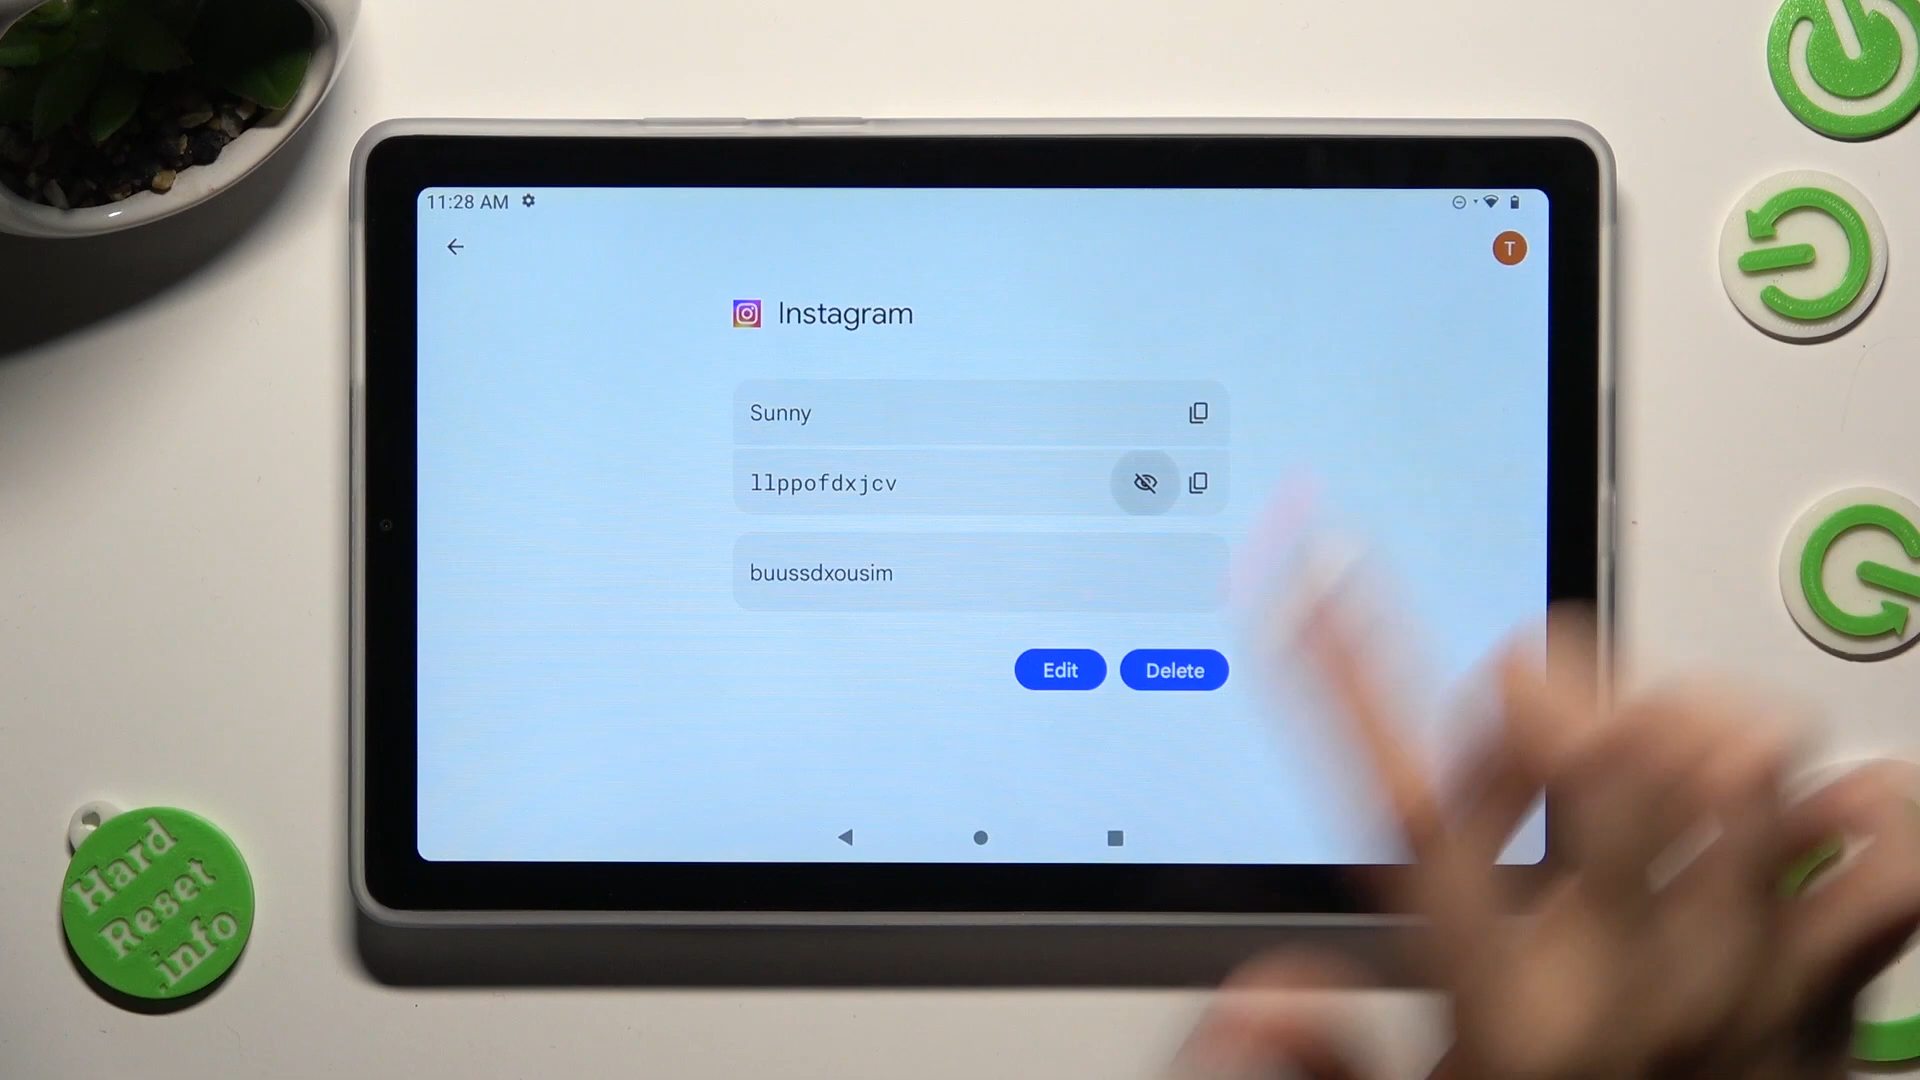 11:28 AM
T
Instagram
Sunny
llppofdxjcv
buussdxousim
Edit
Delete
Hard
Reset
.info